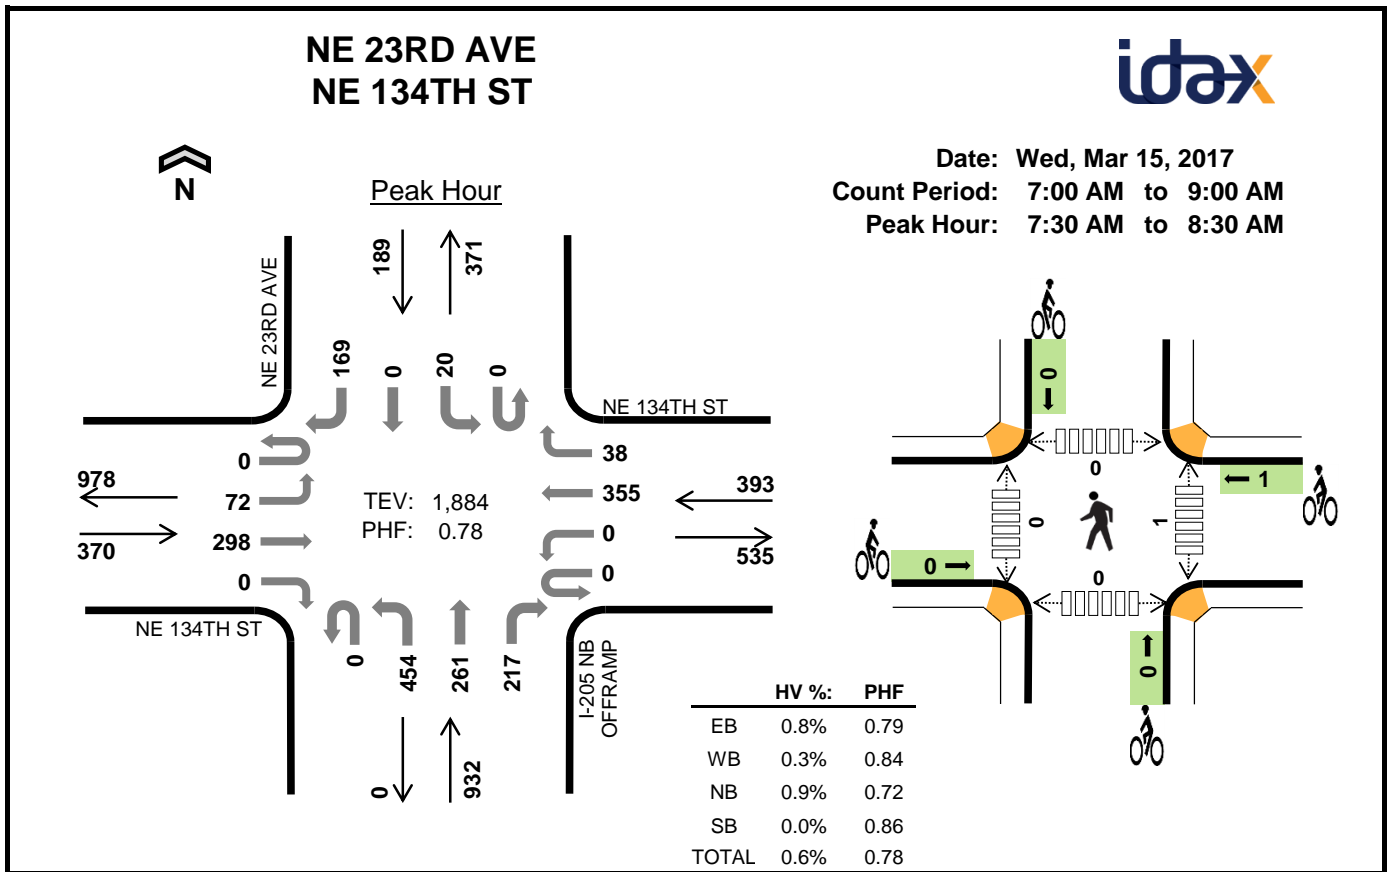 NE 23RD AVE
NE 134TH ST
idax
N
Peak Hour
Date: Wed, Mar 15, 2017
Count Period: 7:00 AM to 9:00 AM
Peak Hour: 7:30 AM to 8:30 AM
189
371
NE 23RD AVE
169
0
20
0
NE 134TH ST
0
72
298
0
978
370
TEV: 1,884
PHF: 0.78
38
355
0
0
393
535
NE 134TH ST
0
454
261
217
I-205 NB
OFFRAMP
0
932
0
0
1
0
1
0
0
0
HV %: PHF
EB 0.8% 0.79
WB 0.3% 0.84
NB 0.9% 0.72
SB 0.0% 0.86
TOTAL 0.6% 0.78